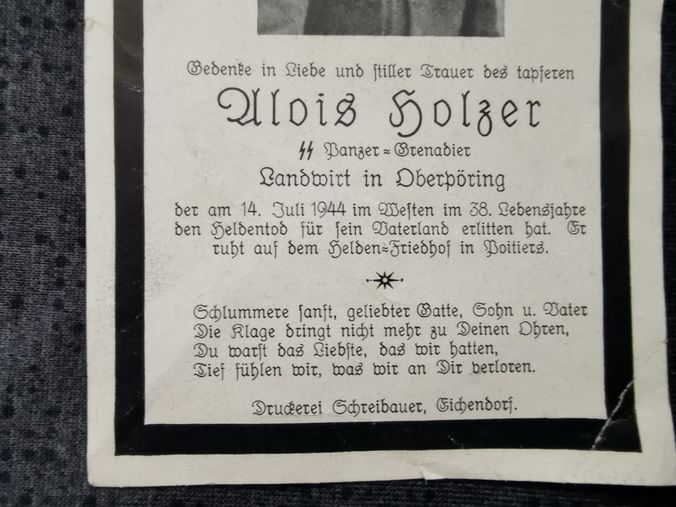 Gedenke in Liebe und stiller Trauer des tapferen
Alois Holzer
ᛋᛋ Panzer=Grenadier
Landwirt in Oberpöring
der am 14. Juli 1944 im Westen im 38. Lebensjahre
den Heldentod für sein Vaterland erlitten hat. Er
ruht auf dem Helden=Friedhof in Poitiers.
Schlummere sanft, geliebter Gatte, Sohn u. Vater
Die Klage dringt nicht mehr zu Deinen Ohren,
Du warst das Liebste, das wir hatten,
Tief fühlen wir, was wir an Dir verloren.
Druckerei Schreibauer, Eichendorf.